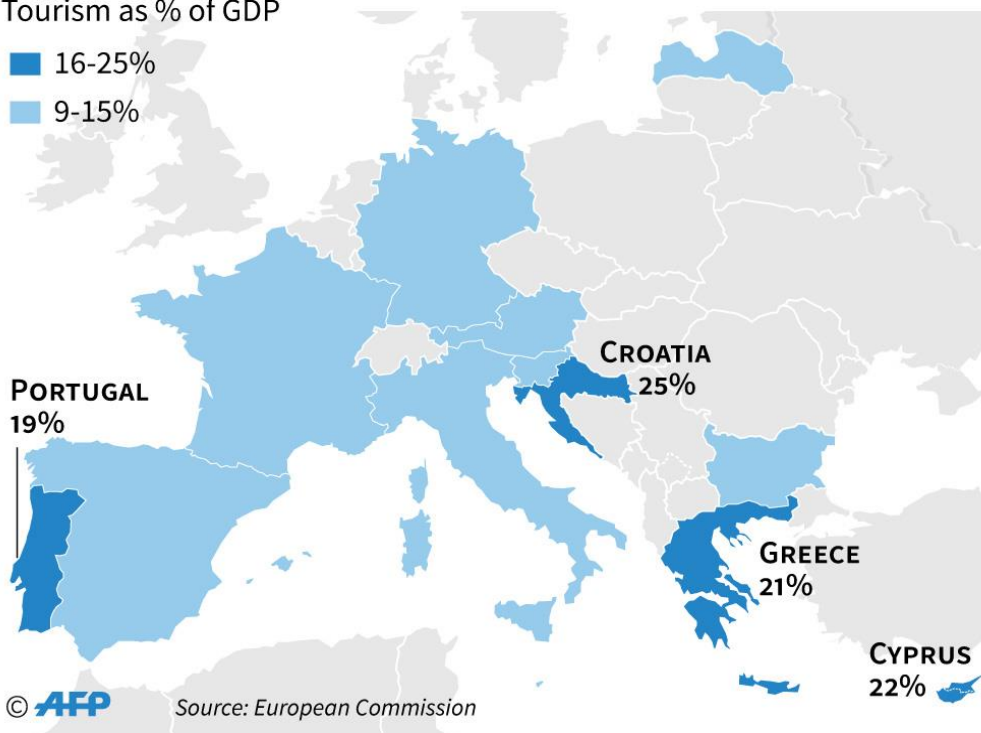 Tourism as % of GDP
16-25%
9-15%
CROATIA
25%
PORTUGAL
19%
GREECE
21%
CYPRUS
22%
© AFP
Source: European Commission